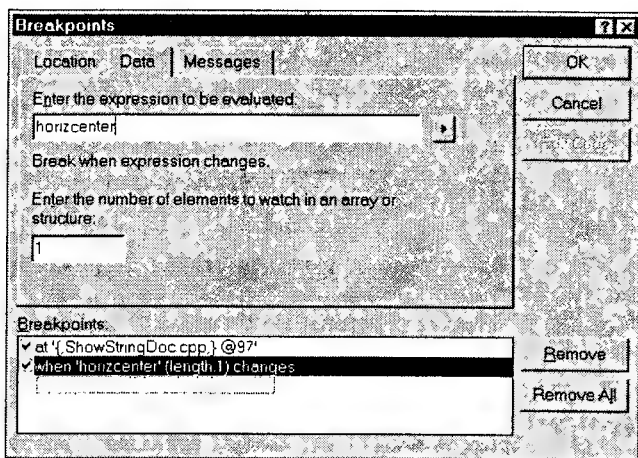 Breakpoints
Location Data Messages
OK
Enter the expression to be evaluated.
horizcenter
Cancel
Break when expression changes.
Enter the number of elements to watch in an array or
structure:
1
Breakpoints:
at '{,ShowStringDoc.cpp,} @97'
when 'horizcenter' (length:1) changes
Remove
Remove All